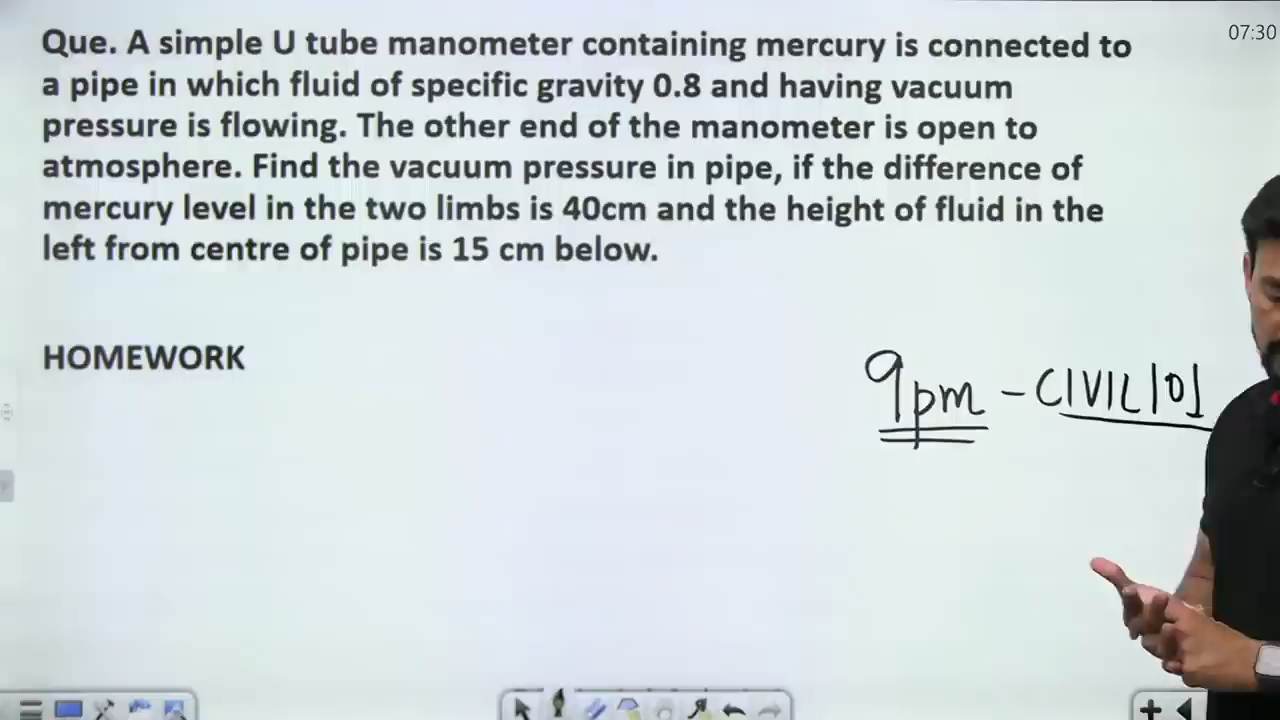 07:30
Que. A simple U tube manometer containing mercury is connected to
a pipe in which fluid of specific gravity 0.8 and having vacuum
pressure is flowing. The other end of the manometer is open to
atmosphere. Find the vacuum pressure in pipe, if the difference of
mercury level in the two limbs is 40cm and the height of fluid in the
left from centre of pipe is 15 cm below.
HOMEWORK
9pm - CIVIL101